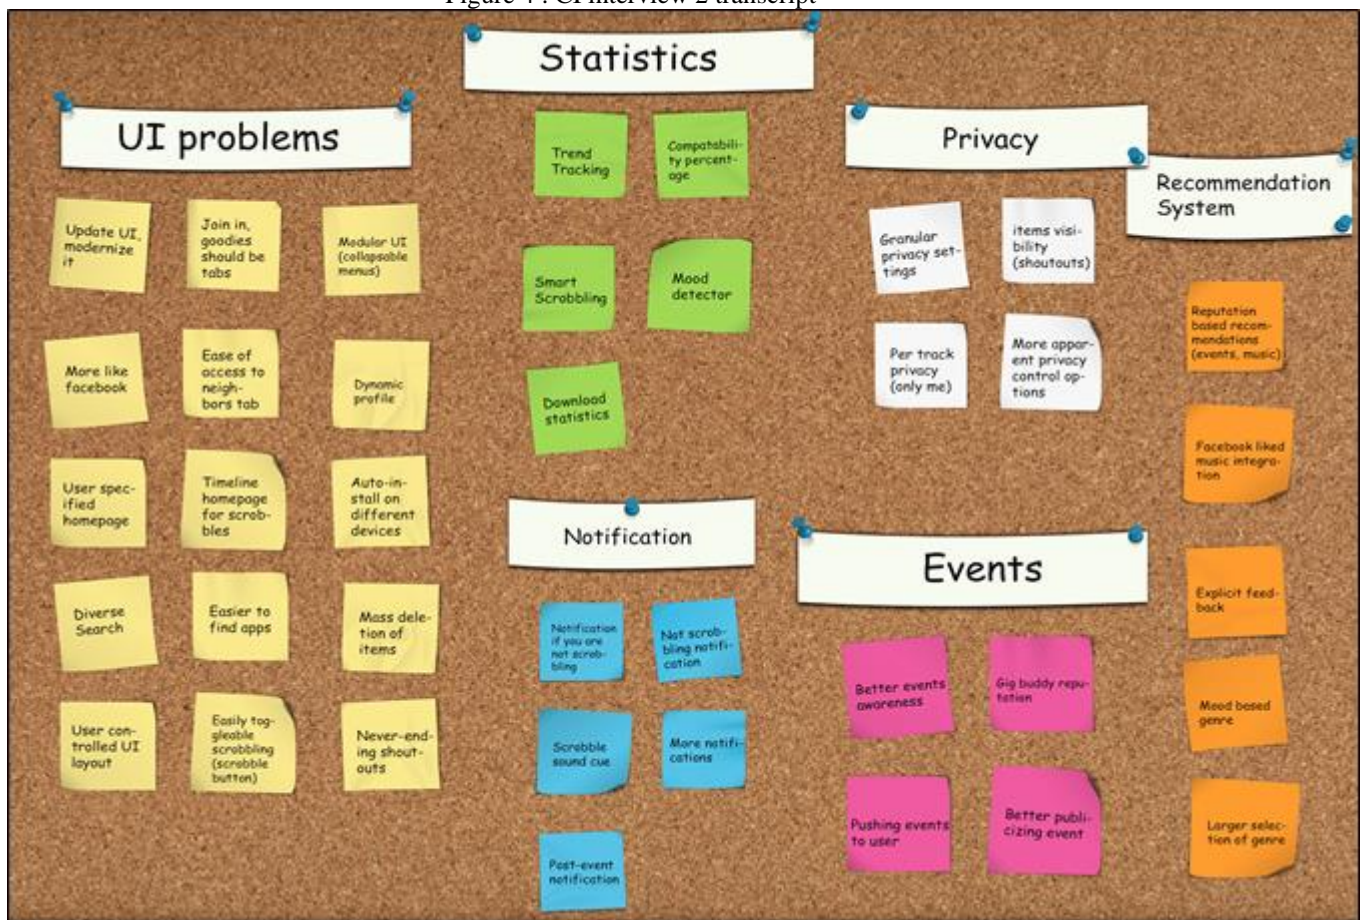 Figure 4 : CI interview 2 transcript
Statistics
UI problems
Privacy
Recommendation
System
Update UI,
modernize
it
Join in,
goodies
should be
tabs
Modular UI
(collapsable
menus)
More like
facebook
Ease of
access to
neigh-
bors tab
Dynamic
profile
User spec-
ified
homepage
Timeline
homepage
for scrob-
bles
Auto-in-
stall on
different
devices
Diverse
Search
Easier to
find apps
Mass dele-
tion of
items
User con-
trolled UI
layout
Easily tog-
gleable
scrobbling
(scrobble
button)
Never-end-
ing shout-
outs
Trend
Tracking
Compatabili-
ty percent-
age
Smart
Scrobbling
Mood
detector
Download
statistics
Granular
privacy set-
tings
items visi-
bility
(shoutouts)
Per track
privacy
(only me)
More appar-
ent privacy
control op-
tions
Reputation
based recom-
mendations
(events, music)
Facebook liked
music integra-
tion
Explicit feed-
back
Mood based
genre
Larger selec-
tion of genre
Notification
Notification
if you are
not scrob-
bling
Not scrob-
bling notifi-
cation
Scrobble
sound cue
More notifi-
cations
Post-event
notification
Events
Better events
awareness
Gig buddy repu-
tation
Pushing events
to user
Better publi-
cizing event